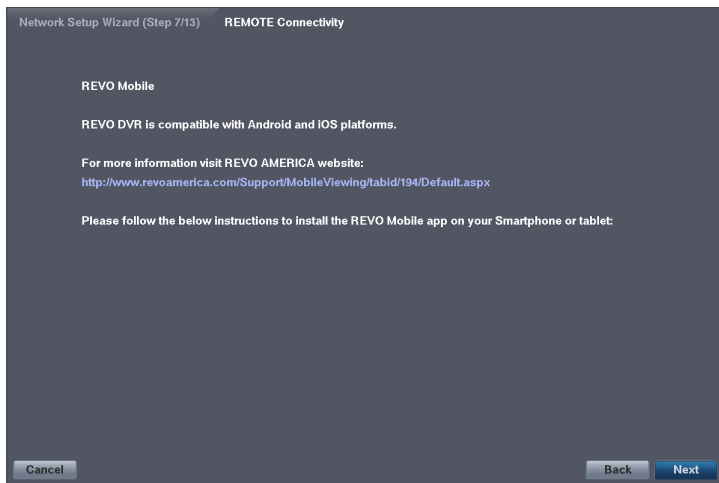 Network Setup Wizard (Step 7/13) REMOTE Connectivity
REVO Mobile
REVO DVR is compatible with Android and iOS platforms.
For more information visit REVO AMERICA website:
http://www.revoamerica.com/Support/MobileViewing/tabid/194/Default.aspx
Please follow the below instructions to install the REVO Mobile app on your Smartphone or tablet:
Cancel Back Next